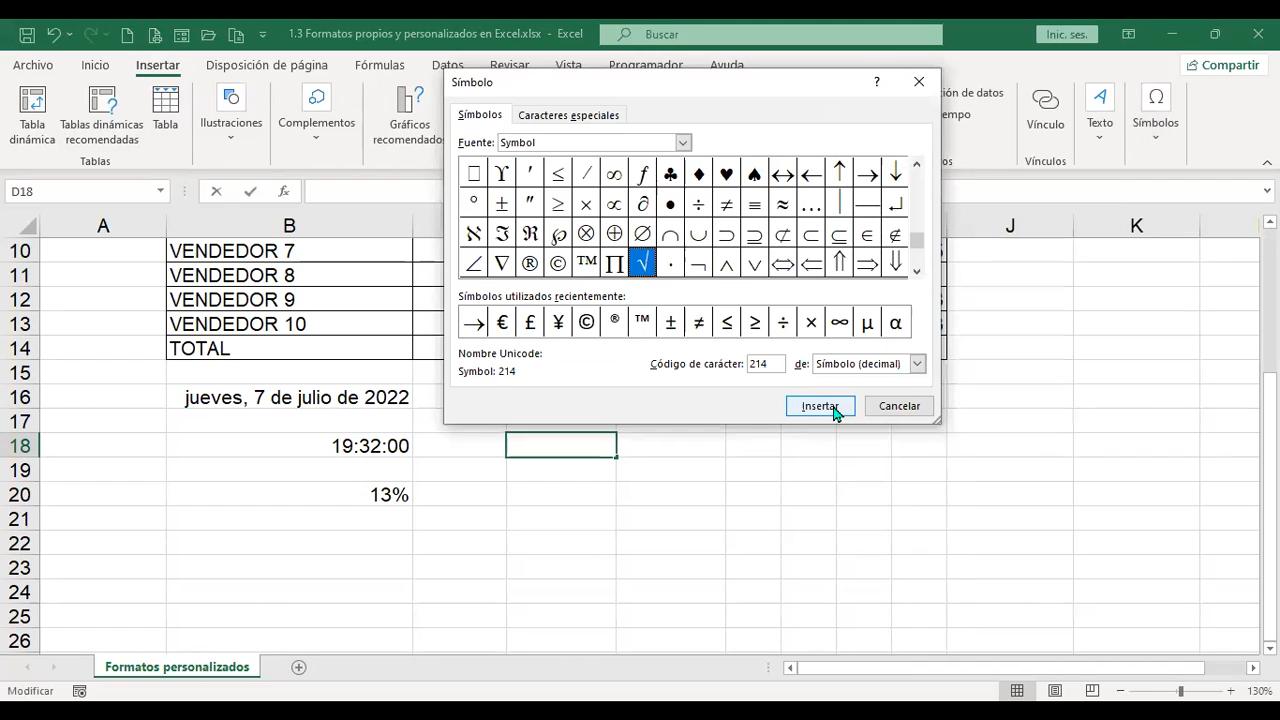 1.3 Formatos propios y personalizados en Excel.xlsx - Excel
Buscar
Inic. ses.
Archivo Inicio Insertar Disposición de página Fórmulas Revisar Vista Programador Ayuda
Compartir
Tabla dinámica
Tablas dinámicas recomendadas
Tabla
Tablas
Ilustraciones
Complementos
Gráficos
Vínculo
Vínculos
Texto
Símbolos
Símbolo
?
Símbolos Caracteres especiales
Fuente: Symbol
ϒ ′ ≤ ⁄ ∞ ƒ ♣ ♦ ♥ ♠ ↔ ← ↑ → ↓
° ± ″ ≥ × ∝ ∂ • ÷ ≠ ≡ ≈ … | — ↵
ℵ ℑ ℜ ℘ ⊗ ⊕ ∅ ∩ ∪ ⊃ ⊇ ⊄ ⊂ ⊆ ∈ ∉
∠ ∇ ® © ™ ∏ √ · ¬ ∧ ∨ ⇔ ⇐ ⇑ ⇒ ⇓
Símbolos utilizados recientemente:
→ € £ ¥ © ® ™ ± ≠ ≤ ≥ ÷ × ∞ µ α
Nombre Unicode:
Symbol: 214
Código de carácter: 214 de: Símbolo (decimal)
Insertar Cancelar
D18
fx
A B J K
10 VENDEDOR 7
11 VENDEDOR 8
12 VENDEDOR 9
13 VENDEDOR 10
14 TOTAL
15
16 jueves, 7 de julio de 2022
17
18 19:32:00
19
20 13%
21
22
23
24
25
26
Formatos personalizados
Modificar
130%